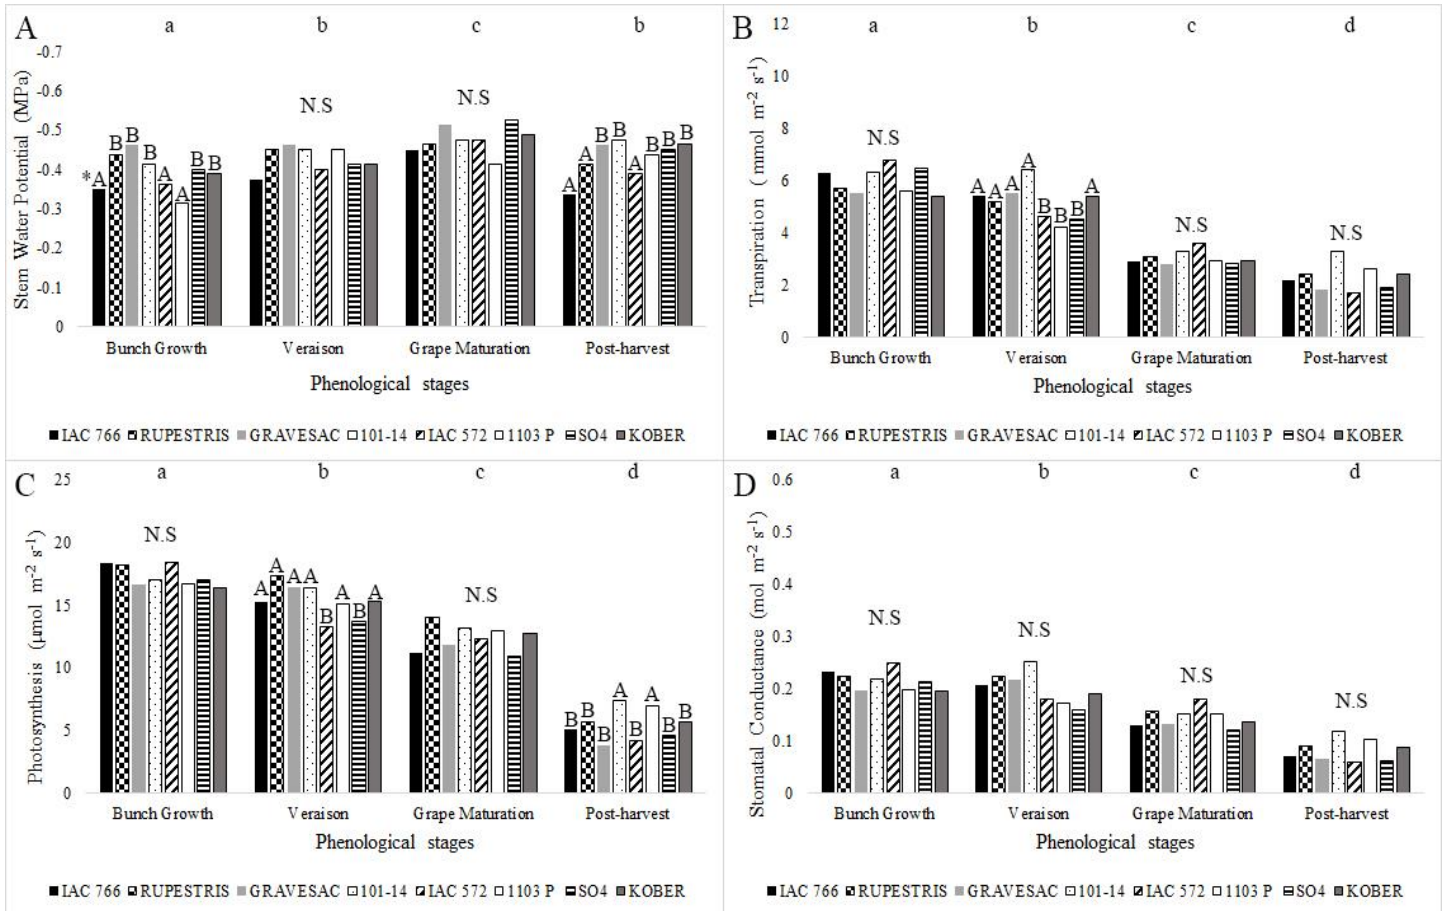 A
a b c b
Stem Water Potential (MPa)
-0.7
-0.6
-0.5
-0.4
-0.3
-0.2
-0.1
0
*A B B B A A B B
N.S
N.S
A A B B A B B B
Bunch Growth Veraison Grape Maturation Post-harvest
Phenological stages
IAC 766 RUPESTRIS GRAVESAC 101-14 IAC 572 1103 P SO4 KOBER
B
a b c d
Transpiration ( mmol m-2 s-1)
12
10
8
6
4
2
0
N.S
A A A A B B B A
N.S
N.S
Bunch Growth Veraison Grape Maturation Post-harvest
Phenological stages
IAC 766 RUPESTRIS GRAVESAC 101-14 IAC 572 1103 P SO4 KOBER
C
a b c d
Photosynthesis (µmol m-2 s-1)
25
20
15
10
5
0
N.S
A A A A B A B A
N.S
B B B A B A B B
Bunch Growth Veraison Grape Maturation Post-harvest
Phenological stages
IAC 766 RUPESTRIS GRAVESAC 101-14 IAC 572 1103 P SO4 KOBER
D
a b c d
Stomatal Conductance (mol m-2 s-1)
0.6
0.5
0.4
0.3
0.2
0.1
0
N.S
N.S
N.S
N.S
Bunch Growth Veraison Grape Maturation Post-harvest
Phenological stages
IAC 766 RUPESTRIS GRAVESAC 101-14 IAC 572 1103 P SO4 KOBER